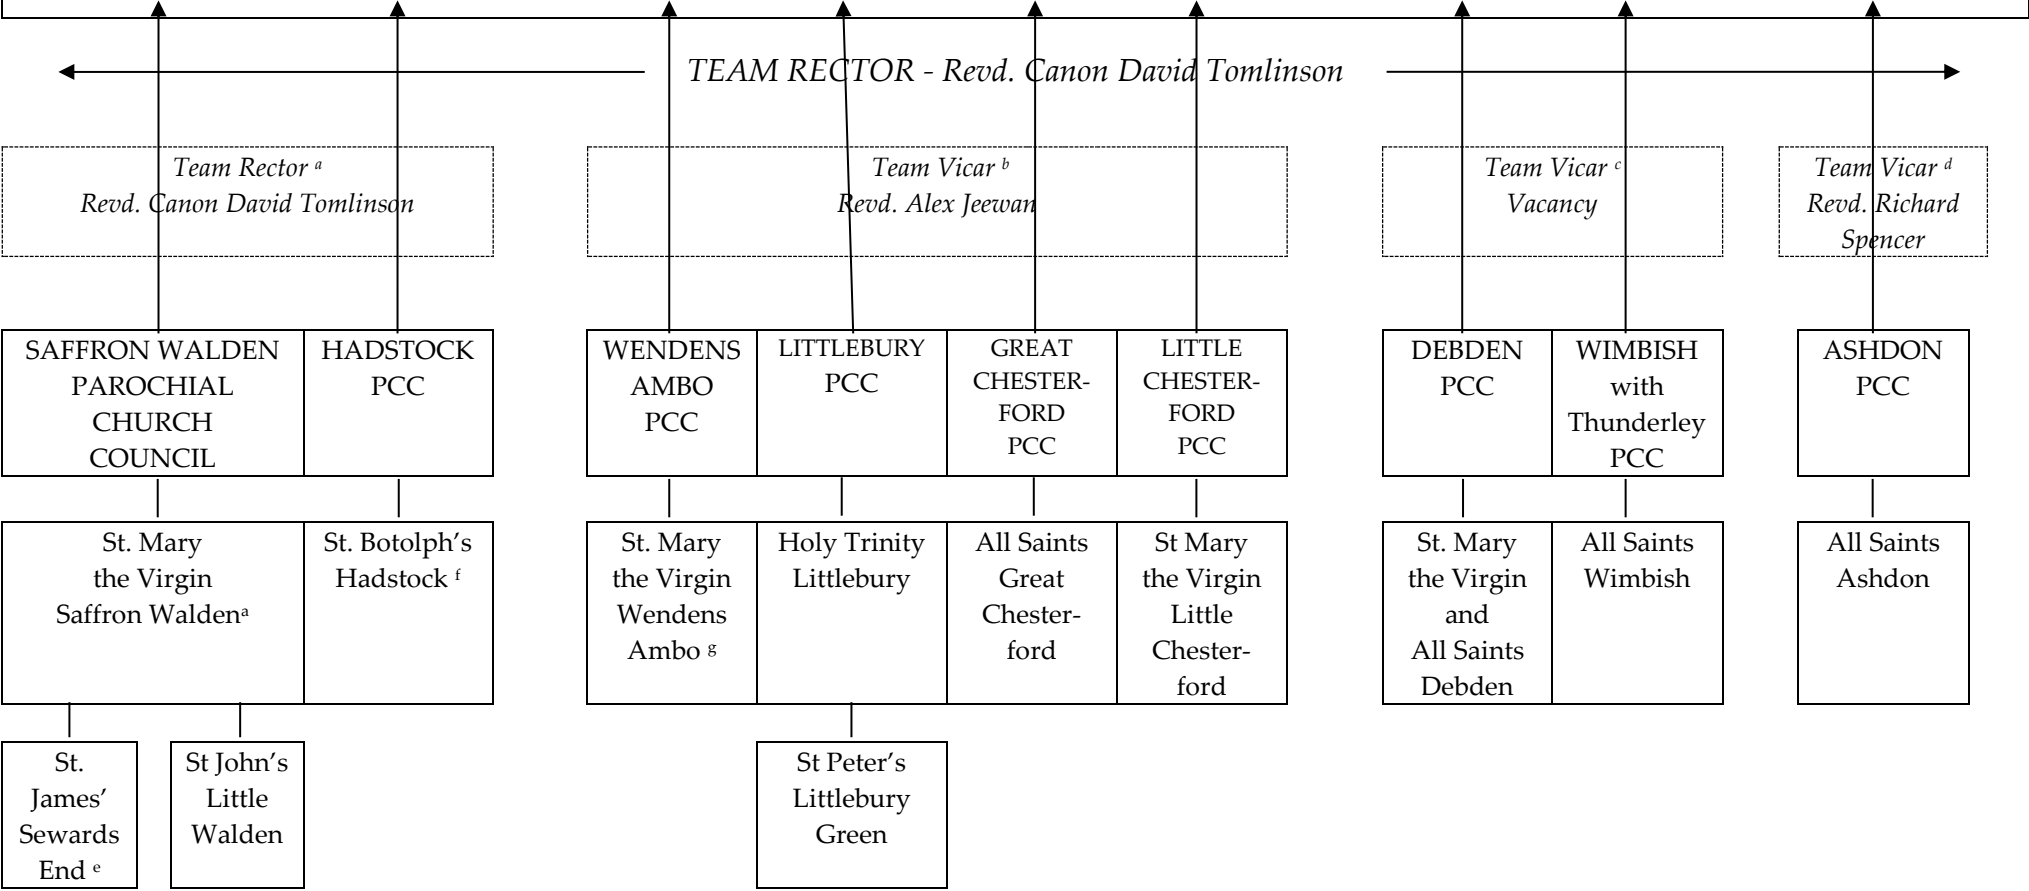 TEAM RECTOR - Revd. Canon David Tomlinson
Team Rector ᵃ
Revd. Canon David Tomlinson
Team Vicar ᵇ
Revd. Alex Jeewan
Team Vicar ᶜ
Vacancy
Team Vicar ᵈ
Revd. Richard
Spencer
SAFFRON WALDEN
PAROCHIAL
CHURCH
COUNCIL
HADSTOCK
PCC
WENDENS
AMBO
PCC
LITTLEBURY
PCC
GREAT
CHESTER-
FORD
PCC
LITTLE
CHESTER-
FORD
PCC
DEBDEN
PCC
WIMBISH
with
Thunderley
PCC
ASHDON
PCC
St. Mary
the Virgin
Saffron Waldenᵃ
St. Botolph’s
Hadstock ᶠ
St. Mary
the Virgin
Wendens
Ambo ᵍ
Holy Trinity
Littlebury
All Saints
Great
Chester-
ford
St Mary
the Virgin
Little
Chester-
ford
St. Mary
the Virgin
and
All Saints
Debden
All Saints
Wimbish
All Saints
Ashdon
St.
James’
Sewards
End ᵉ
St John’s
Little
Walden
St Peter’s
Littlebury
Green